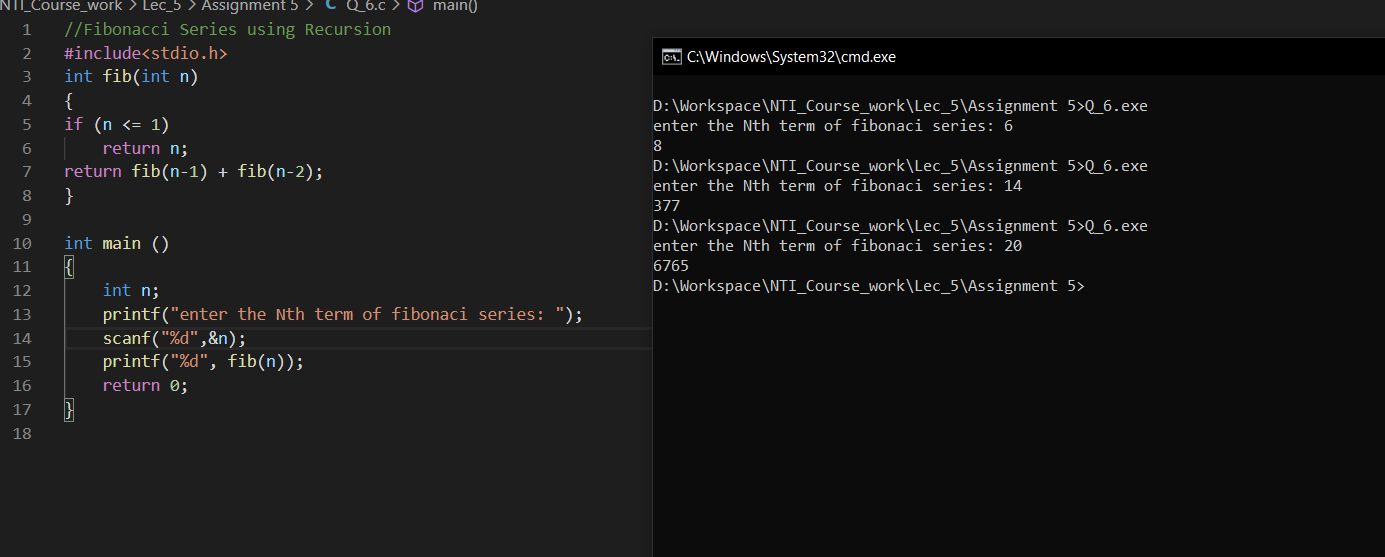 NTI_Course_work > Lec_5 > Assignment 5 > C Q_6.c > main()
1 //Fibonacci Series using Recursion
2 #include<stdio.h>
3 int fib(int n)
4 {
5 if (n <= 1)
6     return n;
7 return fib(n-1) + fib(n-2);
8 }
9
10 int main ()
11 {
12     int n;
13     printf("enter the Nth term of fibonaci series: ");
14     scanf("%d",&n);
15     printf("%d", fib(n));
16     return 0;
17 }
18
C:\Windows\System32\cmd.exe
D:\Workspace\NTI_Course_work\Lec_5\Assignment 5>Q_6.exe
enter the Nth term of fibonaci series: 6
8
D:\Workspace\NTI_Course_work\Lec_5\Assignment 5>Q_6.exe
enter the Nth term of fibonaci series: 14
377
D:\Workspace\NTI_Course_work\Lec_5\Assignment 5>Q_6.exe
enter the Nth term of fibonaci series: 20
6765
D:\Workspace\NTI_Course_work\Lec_5\Assignment 5>